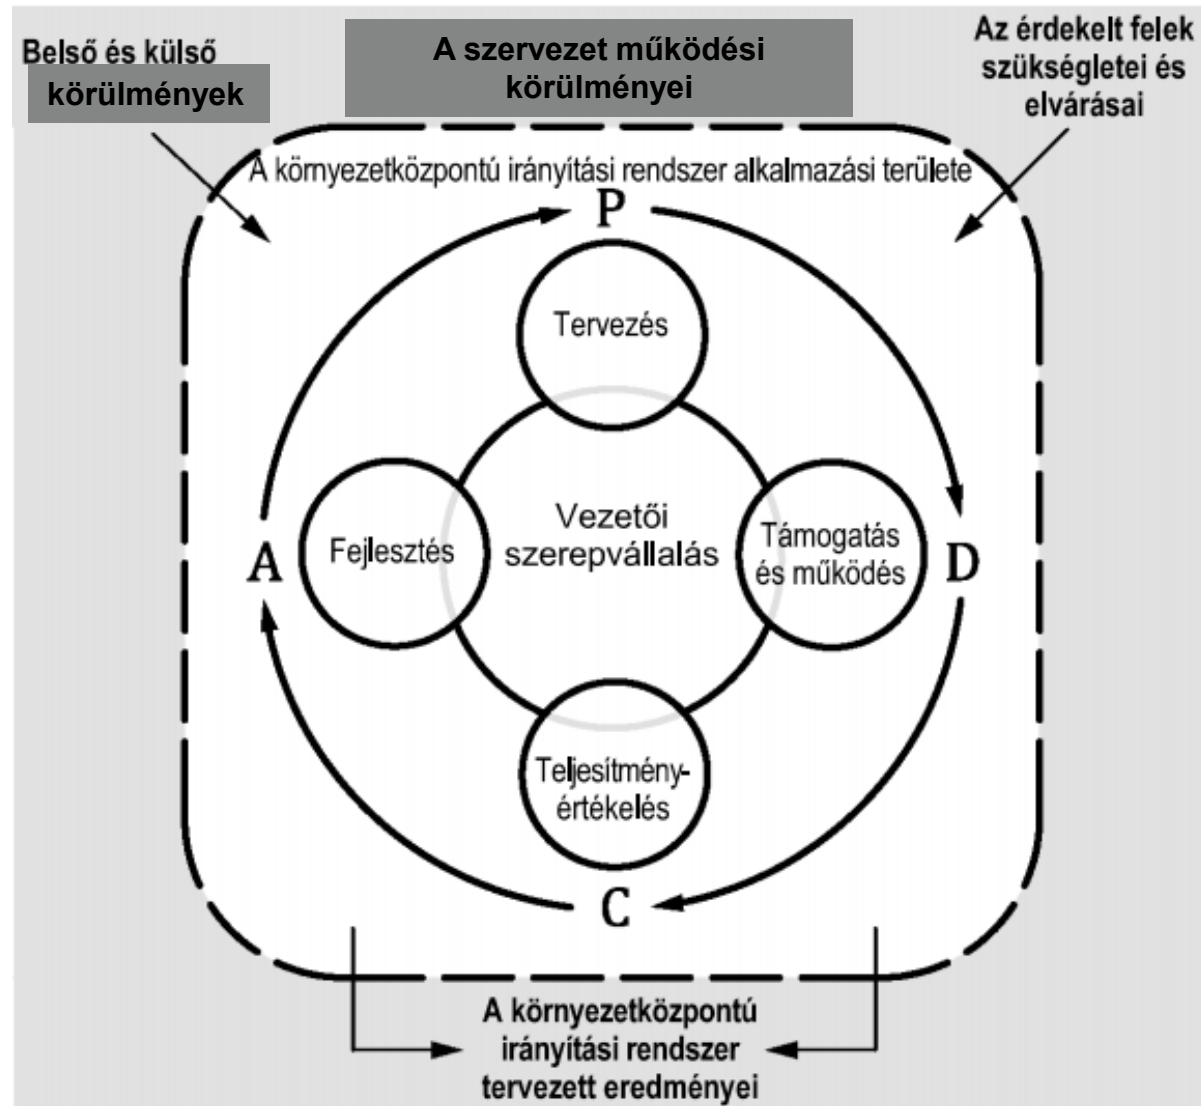 Belső és külső
körülmények
A szervezet működési
körülményei
Az érdekelt felek
szükségletei és
elvárásai
A környezetközpontú irányítási rendszer alkalmazási területe
P
Tervezés
Vezetői
szerepvállalás
Fejlesztés
A
Támogatás
és működés
D
Teljesítmény-
értékelés
C
A környezetközpontú
irányítási rendszer
tervezett eredményei